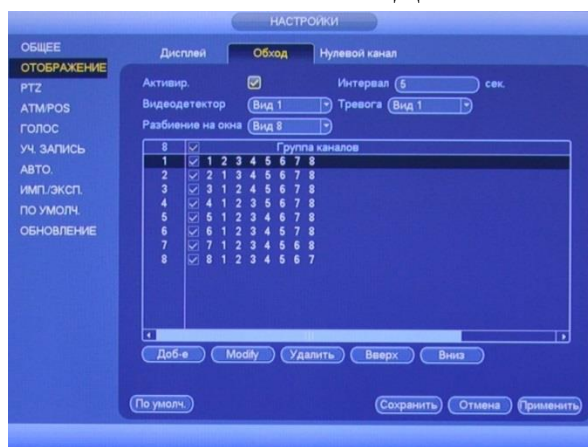 НАСТРОЙКИ
ОБЩЕЕ
ОТОБРАЖЕНИЕ
PTZ
ATM/POS
ГОЛОС
УЧ. ЗАПИСЬ
АВТО.
ИМП./ЭКСП.
ПО УМОЛЧ.
ОБНОВЛЕНИЕ
Дисплей Обход Нулевой канал
Активир. Интервал 5 сек.
Видеодетектор Вид 1 Тревога Вид 1
Разбиение на окна Вид 8
8 Группа каналов
1 1 2 3 4 5 6 7 8
2 2 1 3 4 5 6 7 8
3 3 1 2 4 5 6 7 8
4 4 1 2 3 5 6 7 8
5 5 1 2 3 4 6 7 8
6 6 1 2 3 4 5 7 8
7 7 1 2 3 4 5 6 8
8 8 1 2 3 4 5 6 7
Доб-е Modify Удалить Вверх Вниз
По умолч. Сохранить Отмена Применить